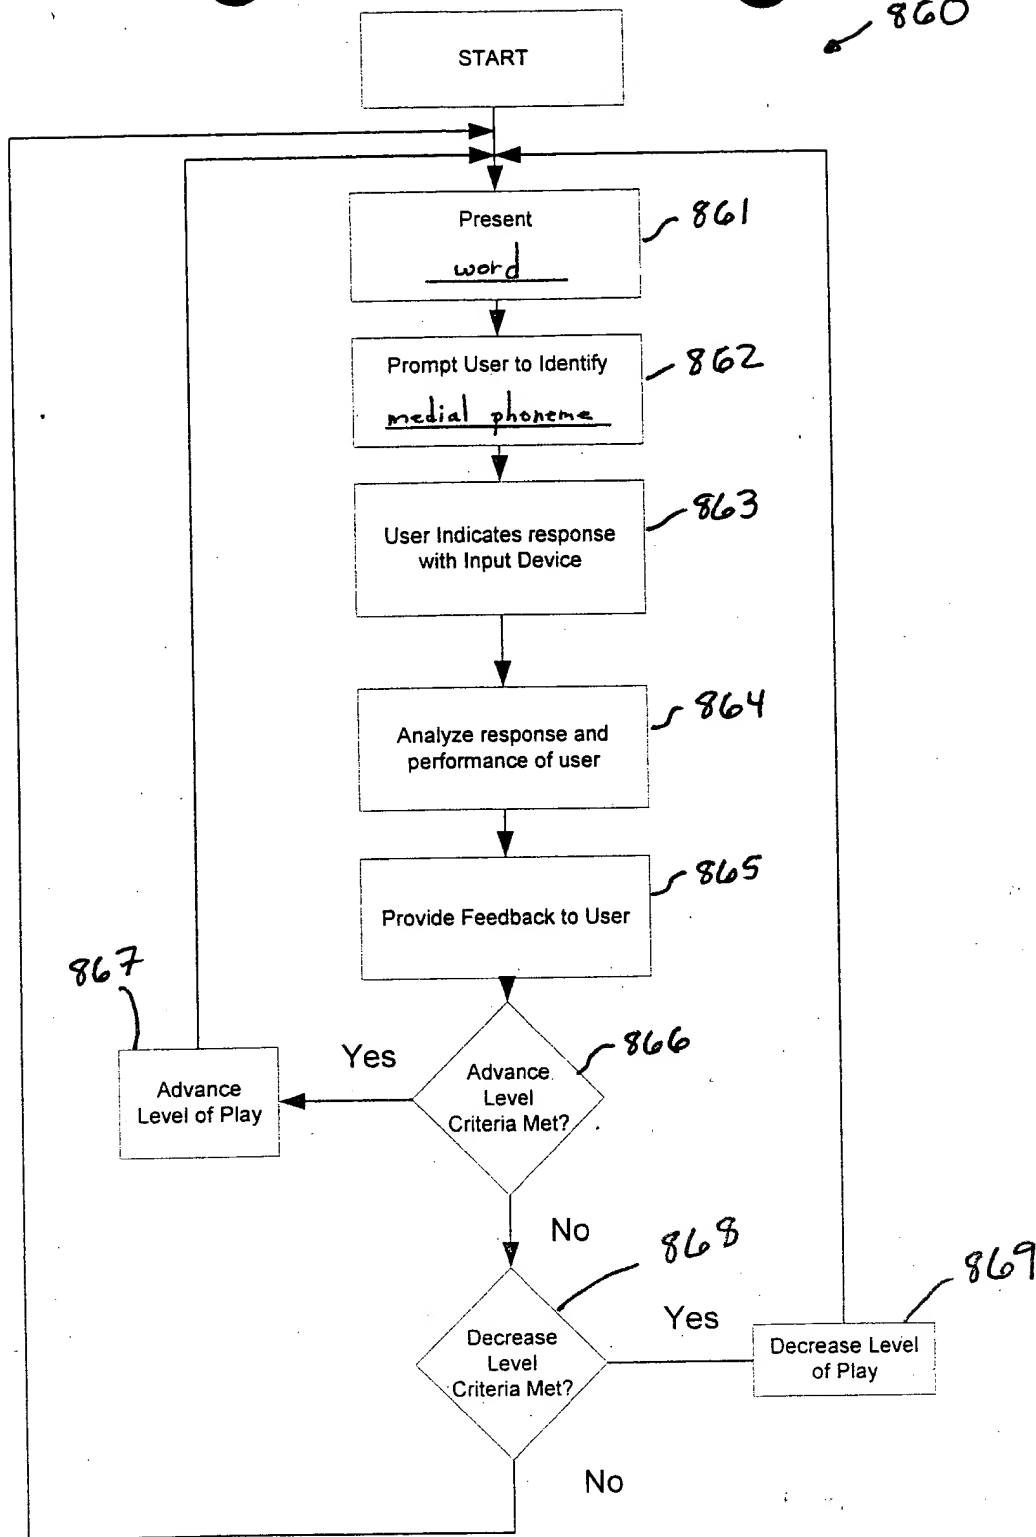 860
START
Present
861
word
Prompt User to Identify
862
medial phoneme
User Indicates response
with Input Device
863
Analyze response and
performance of user
864
Provide Feedback to User
865
867
Advance
Level of Play
Yes
Advance
Level
Criteria Met?
866
No
868
Decrease
Level
Criteria Met?
Yes
869
Decrease Level
of Play
No